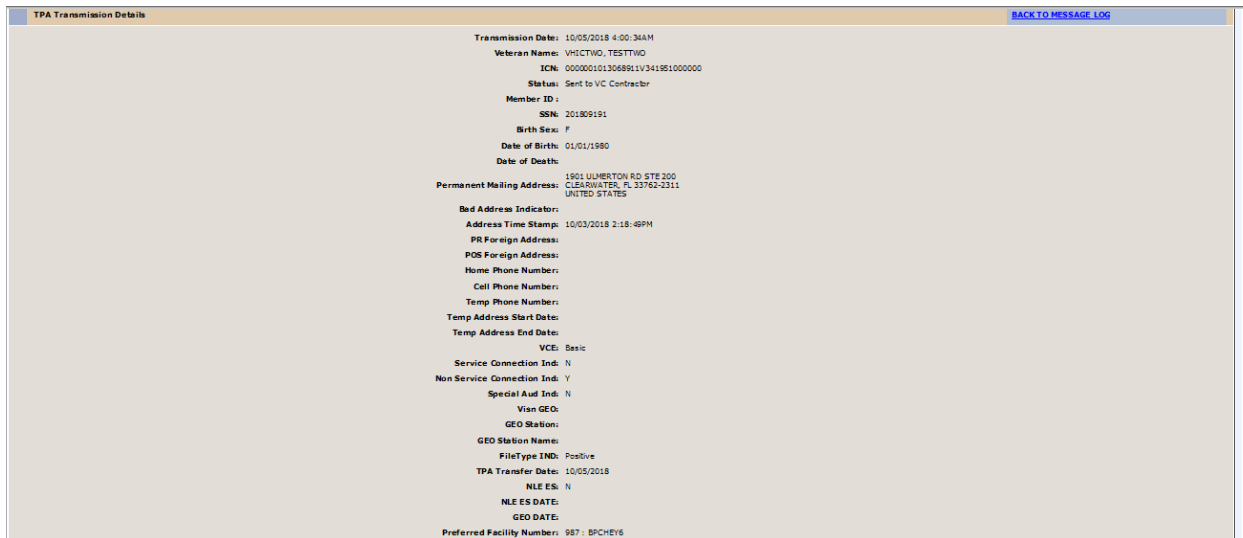 TPA Transmission Details BACK TO MESSAGE LOG
Transmission Date: 10/05/2018 4:00:34AM
Veteran Name: VHICTWO, TESTTWO
ICN: 0000001013068911V341951000000
Status: Sent to VC Contractor
Member ID :
SSN: 201809191
Birth Sex: F
Date of Birth: 01/01/1980
Date of Death:
1901 ULMERTON RD STE 200
Permanent Mailing Address: CLEARWATER, FL 33762-2311
UNITED STATES
Bad Address Indicator:
Address Time Stamp: 10/03/2018 2:18:49PM
PR Foreign Address:
POS Foreign Address:
Home Phone Number:
Cell Phone Number:
Temp Phone Number:
Temp Address Start Date:
Temp Address End Date:
VCE: Basic
Service Connection Ind: N
Non Service Connection Ind: Y
Special Aud Ind: N
Visn GEO:
GEO Station:
GEO Station Name:
FileType IND: Positive
TPA Transfer Date: 10/05/2018
NLE ES: N
NLE ES DATE:
GEO DATE:
Preferred Facility Number: 987 : BPCHEY6